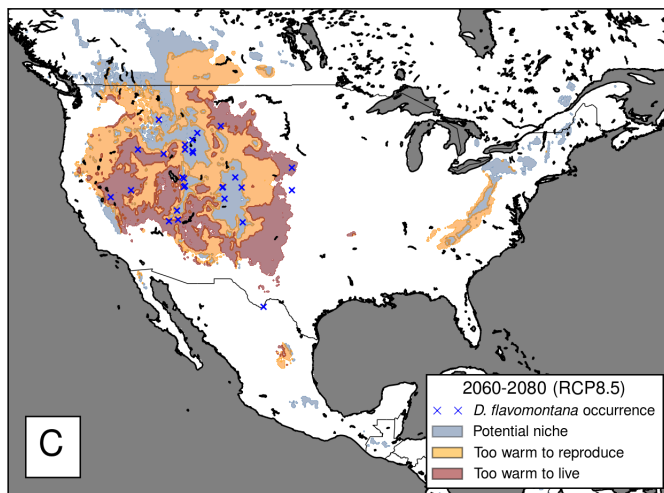 2060-2080 (RCP8.5)
D. flavomontana occurrence
Potential niche
Too warm to reproduce
Too warm to live
C